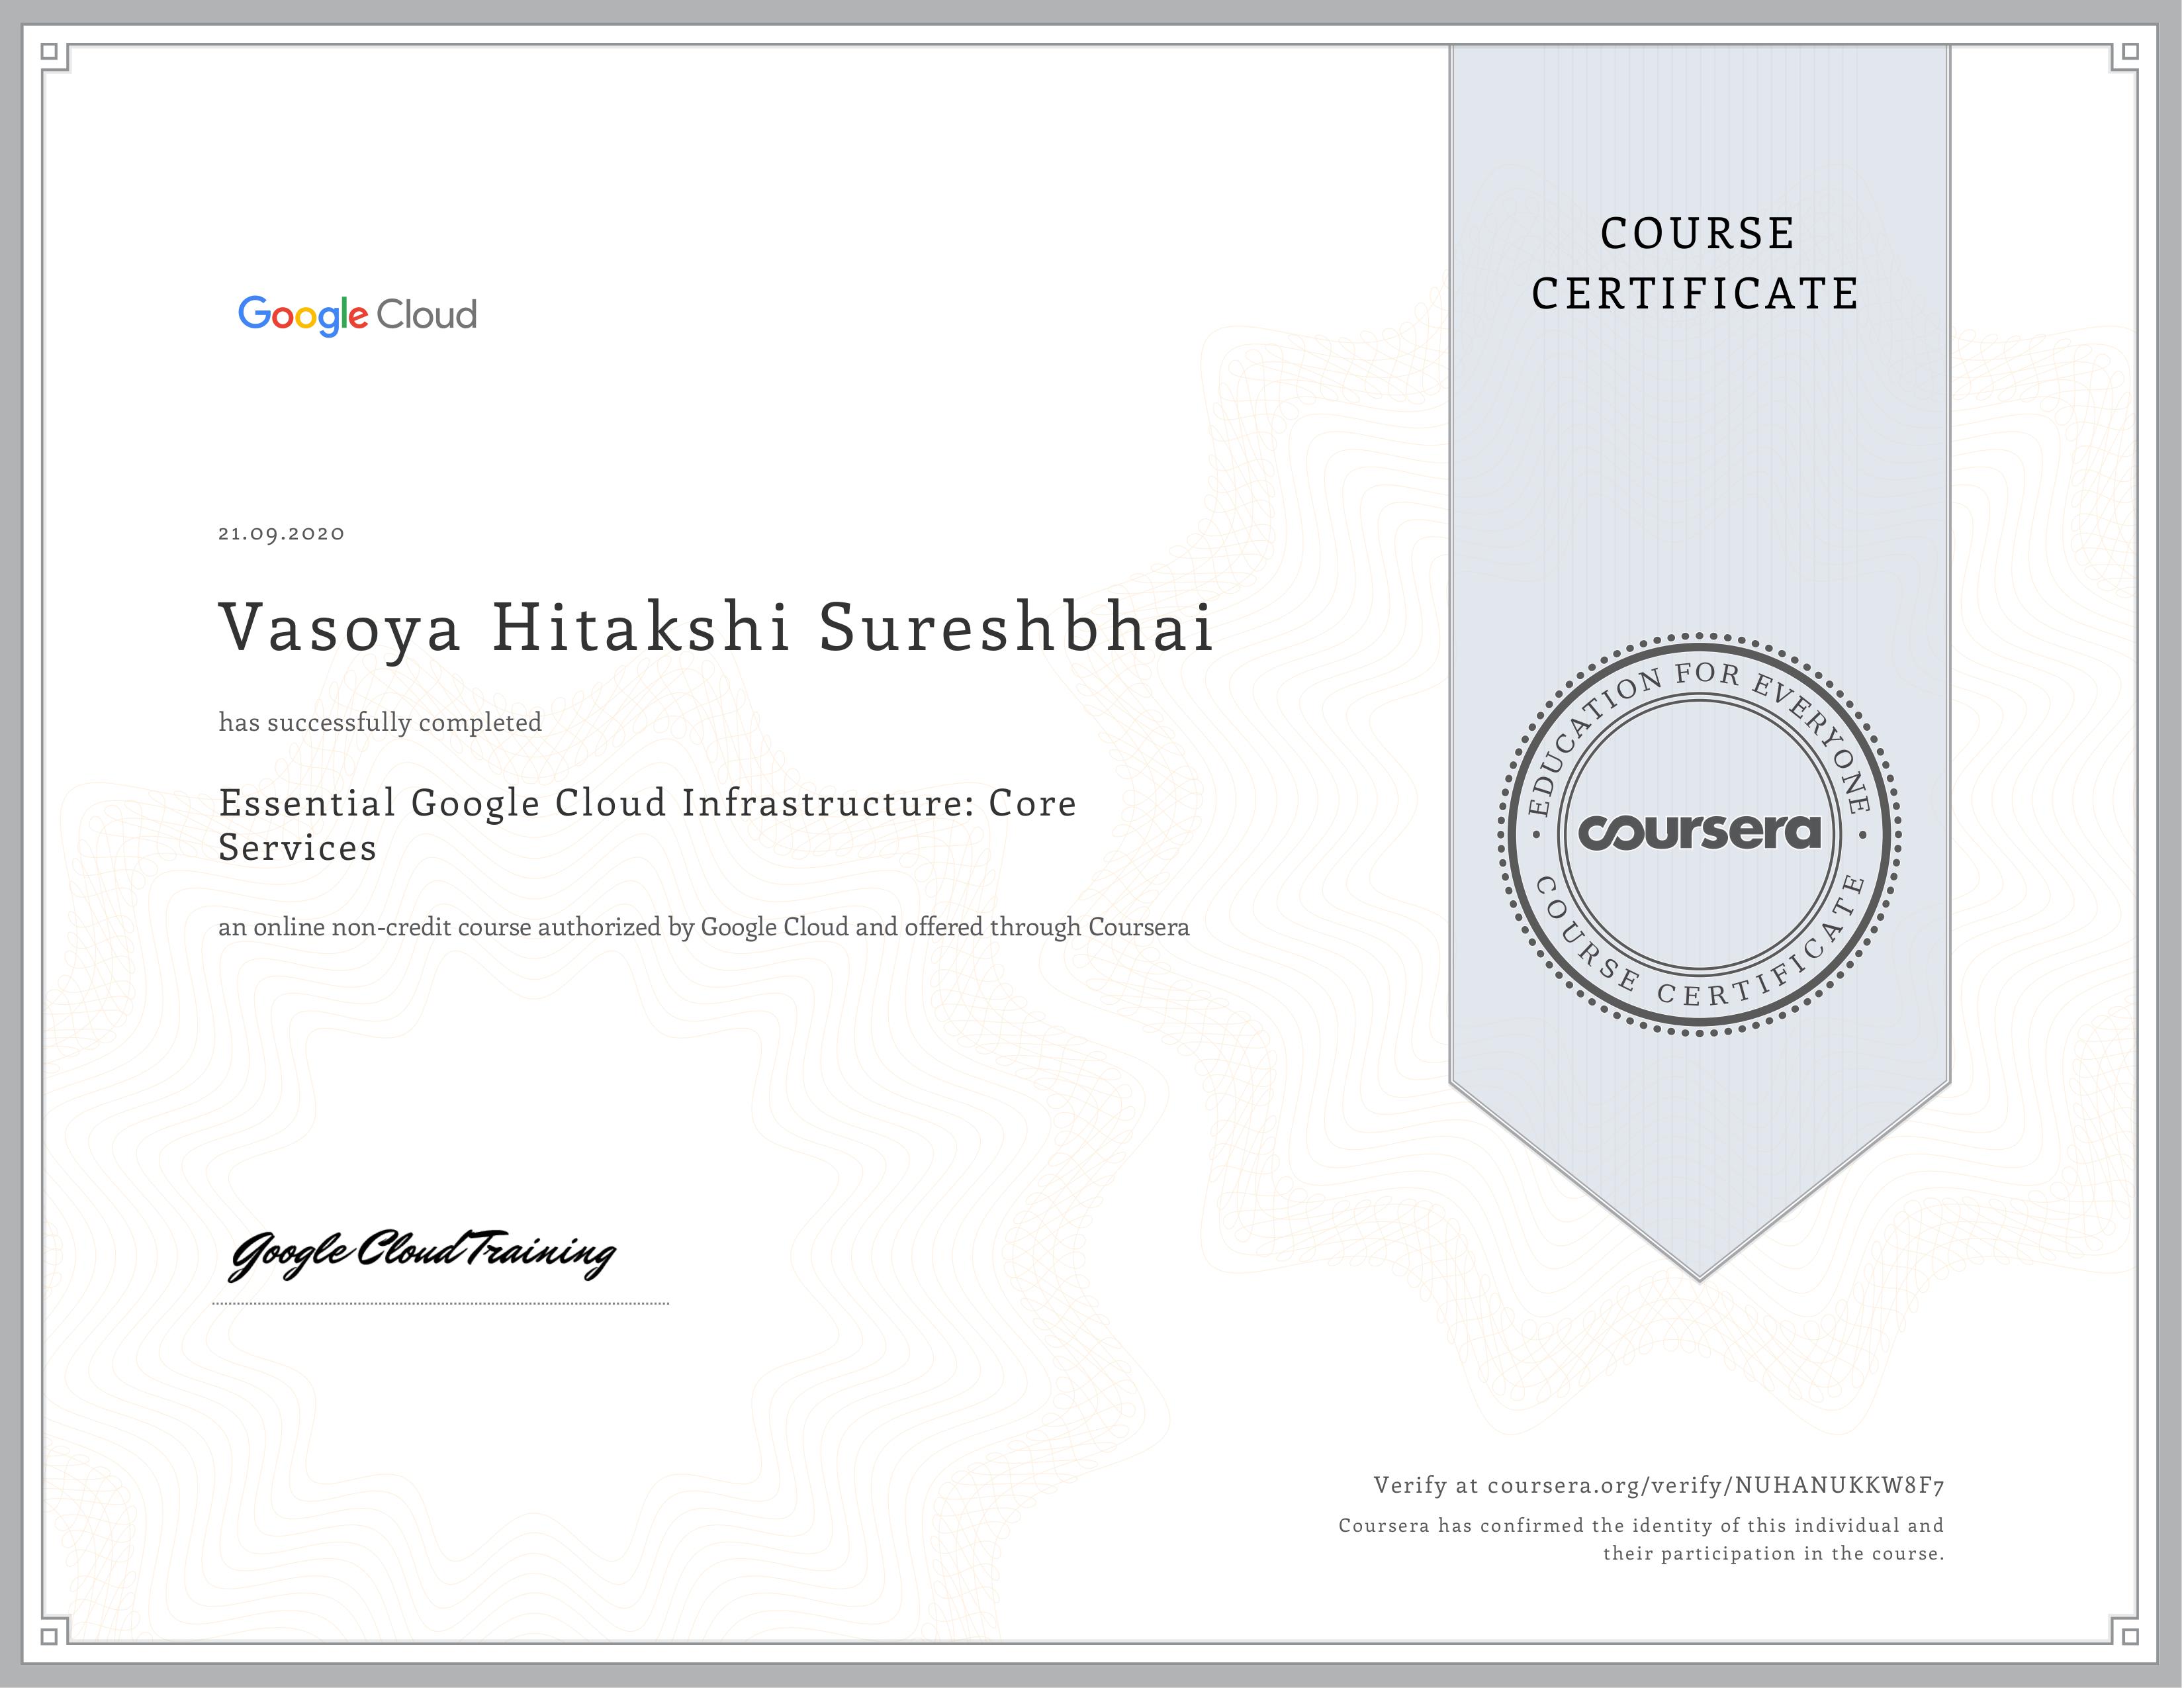 COURSE
CERTIFICATE
Google Cloud
21.09.2020
Vasoya Hitakshi Sureshbhai
has successfully completed
Essential Google Cloud Infrastructure: Core
Services
an online non-credit course authorized by Google Cloud and offered through Coursera
EDUCATION FOR EVERYONE
coursera
COURSE CERTIFICATE
Google Cloud Training
Verify at coursera.org/verify/NUHANUKKW8F7
Coursera has confirmed the identity of this individual and
their participation in the course.